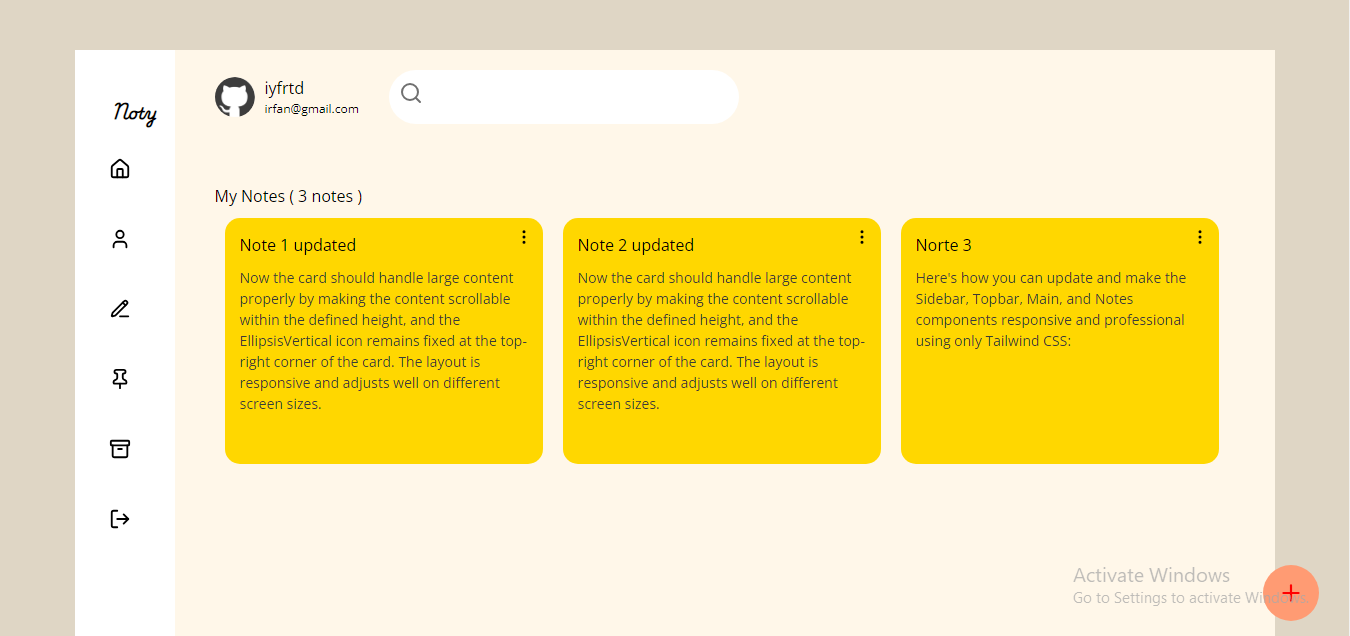 Noty
iyfrtd
irfan@gmail.com
My Notes ( 3 notes )
Note 1 updated
Now the card should handle large content
properly by making the content scrollable
within the defined height, and the
EllipsisVertical icon remains fixed at the top-
right corner of the card. The layout is
responsive and adjusts well on different
screen sizes.
Note 2 updated
Now the card should handle large content
properly by making the content scrollable
within the defined height, and the
EllipsisVertical icon remains fixed at the top-
right corner of the card. The layout is
responsive and adjusts well on different
screen sizes.
Norte 3
Here's how you can update and make the
Sidebar, Topbar, Main, and Notes
components responsive and professional
using only Tailwind CSS:
Activate Windows
Go to Settings to activate Windows.